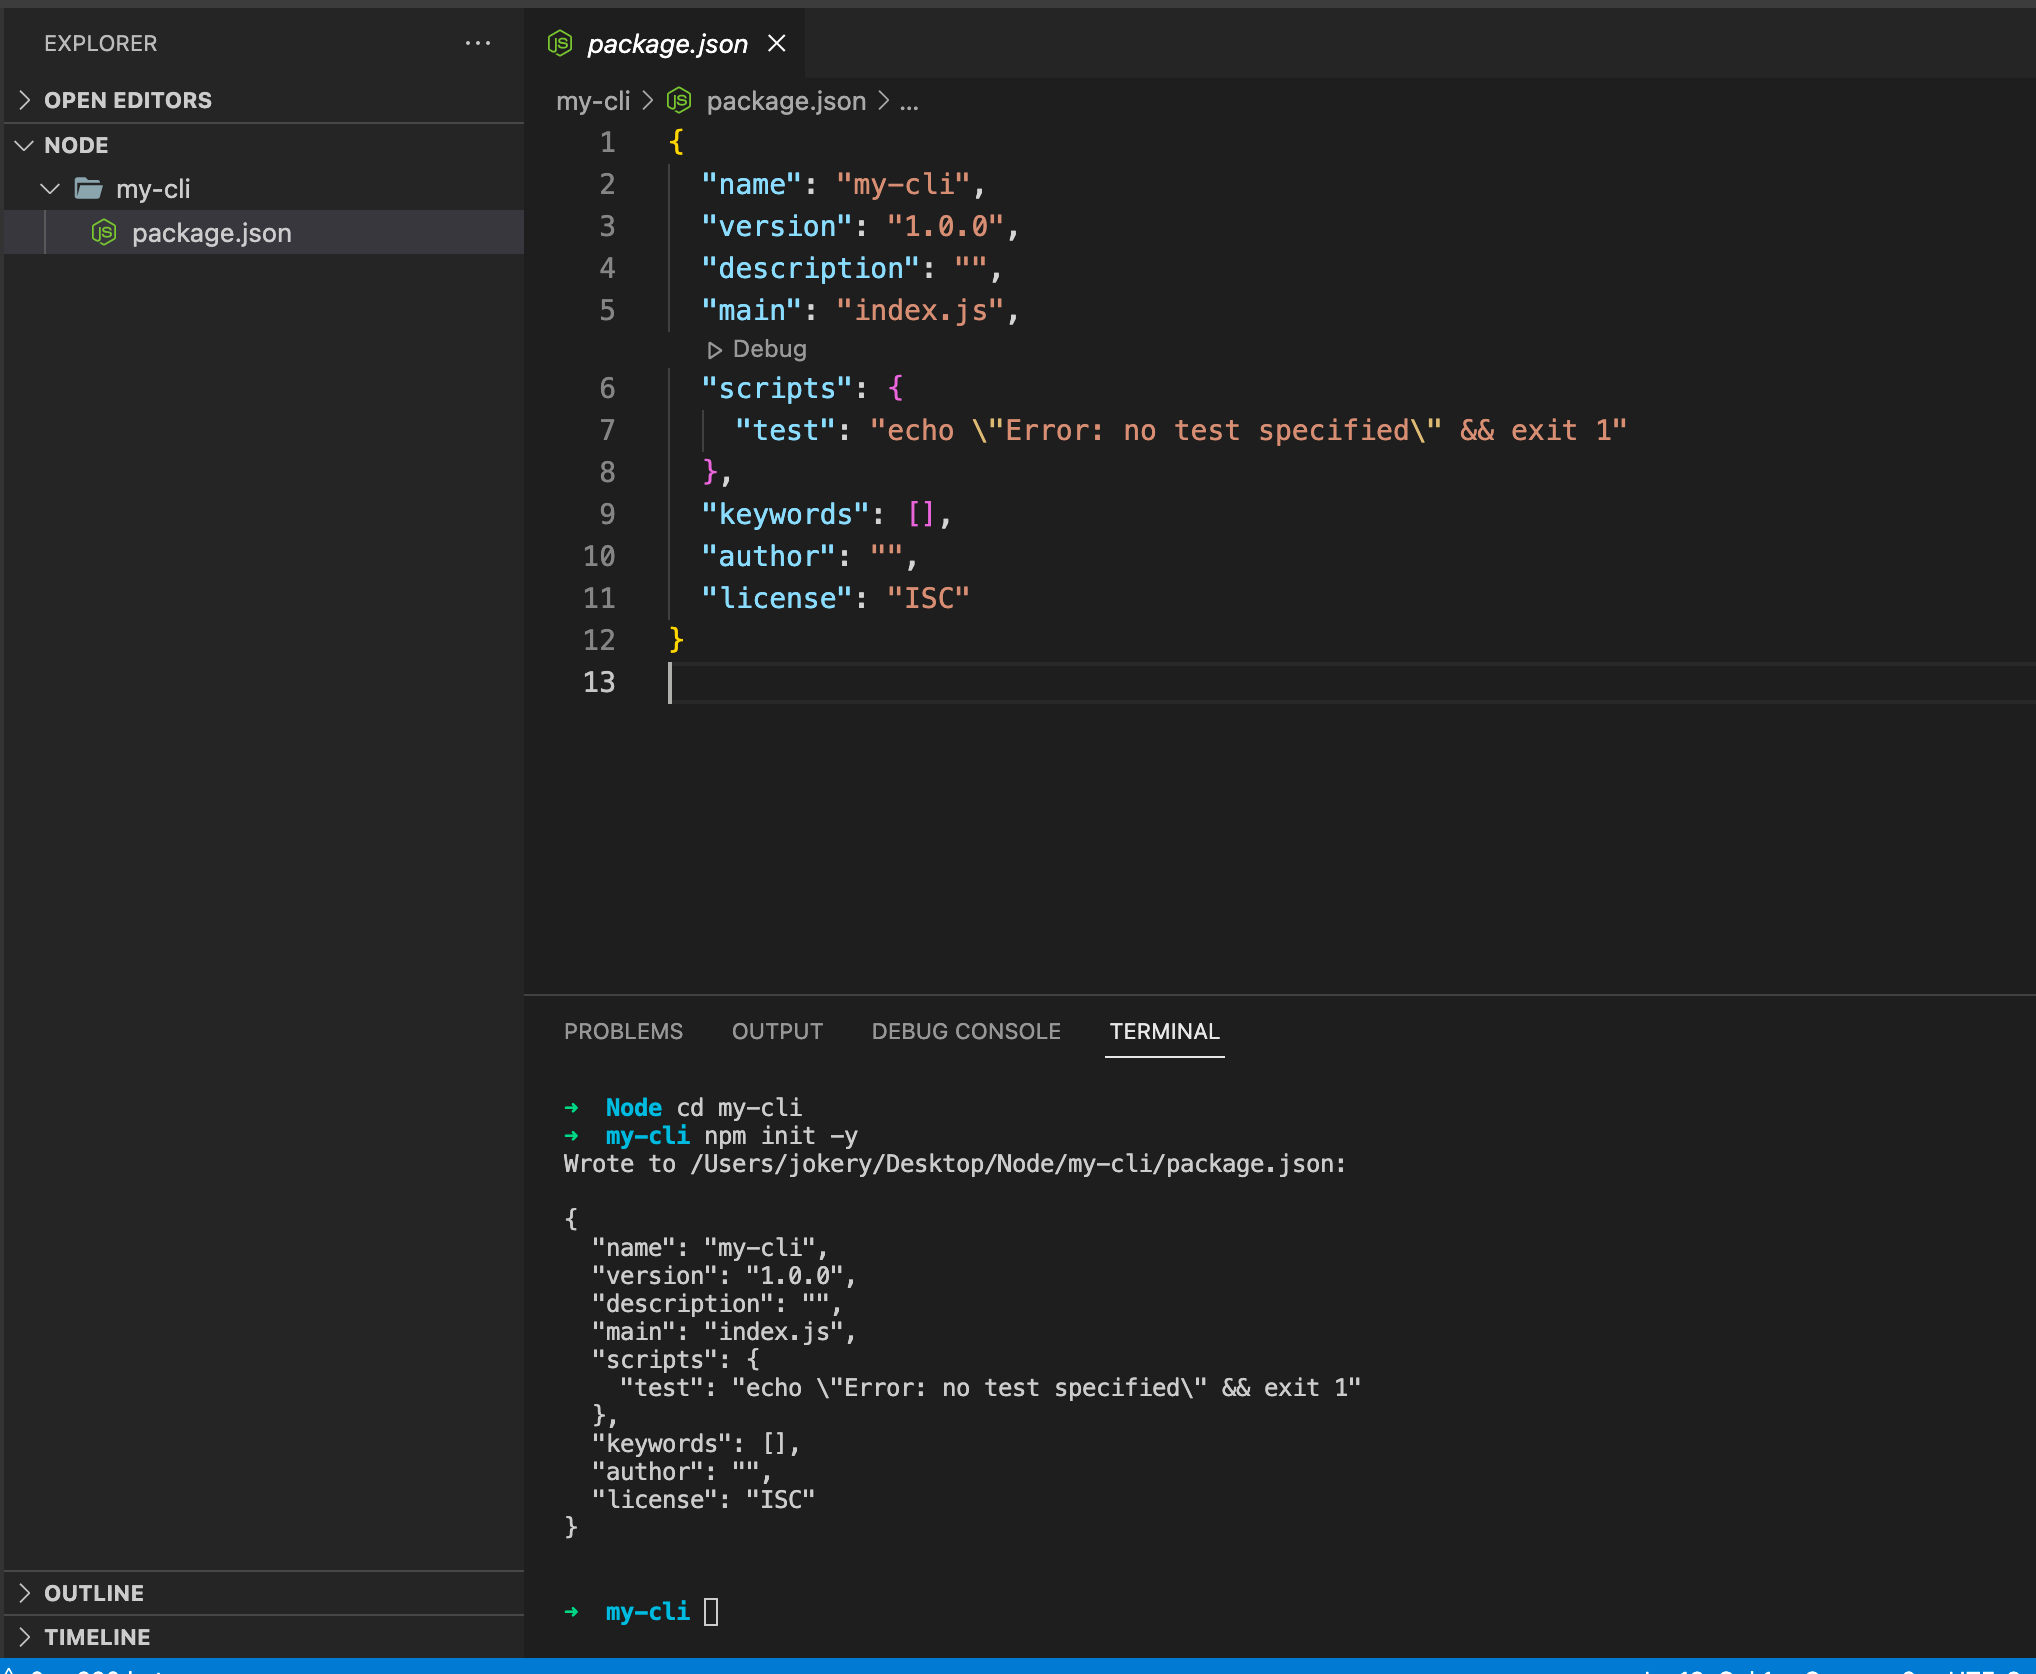 EXPLORER
OPEN EDITORS
NODE
my-cli
package.json
OUTLINE
TIMELINE
package.json
my-cli > package.json > ...
1 {
2 "name": "my-cli",
3 "version": "1.0.0",
4 "description": "",
5 "main": "index.js",
Debug
6 "scripts": {
7 "test": "echo \"Error: no test specified\" && exit 1"
8 },
9 "keywords": [],
10 "author": "",
11 "license": "ISC"
12 }
13
PROBLEMS OUTPUT DEBUG CONSOLE TERMINAL
➜ Node cd my-cli
➜ my-cli npm init -y
Wrote to /Users/jokery/Desktop/Node/my-cli/package.json:
{
"name": "my-cli",
"version": "1.0.0",
"description": "",
"main": "index.js",
"scripts": {
"test": "echo \"Error: no test specified\" && exit 1"
},
"keywords": [],
"author": "",
"license": "ISC"
}
➜ my-cli